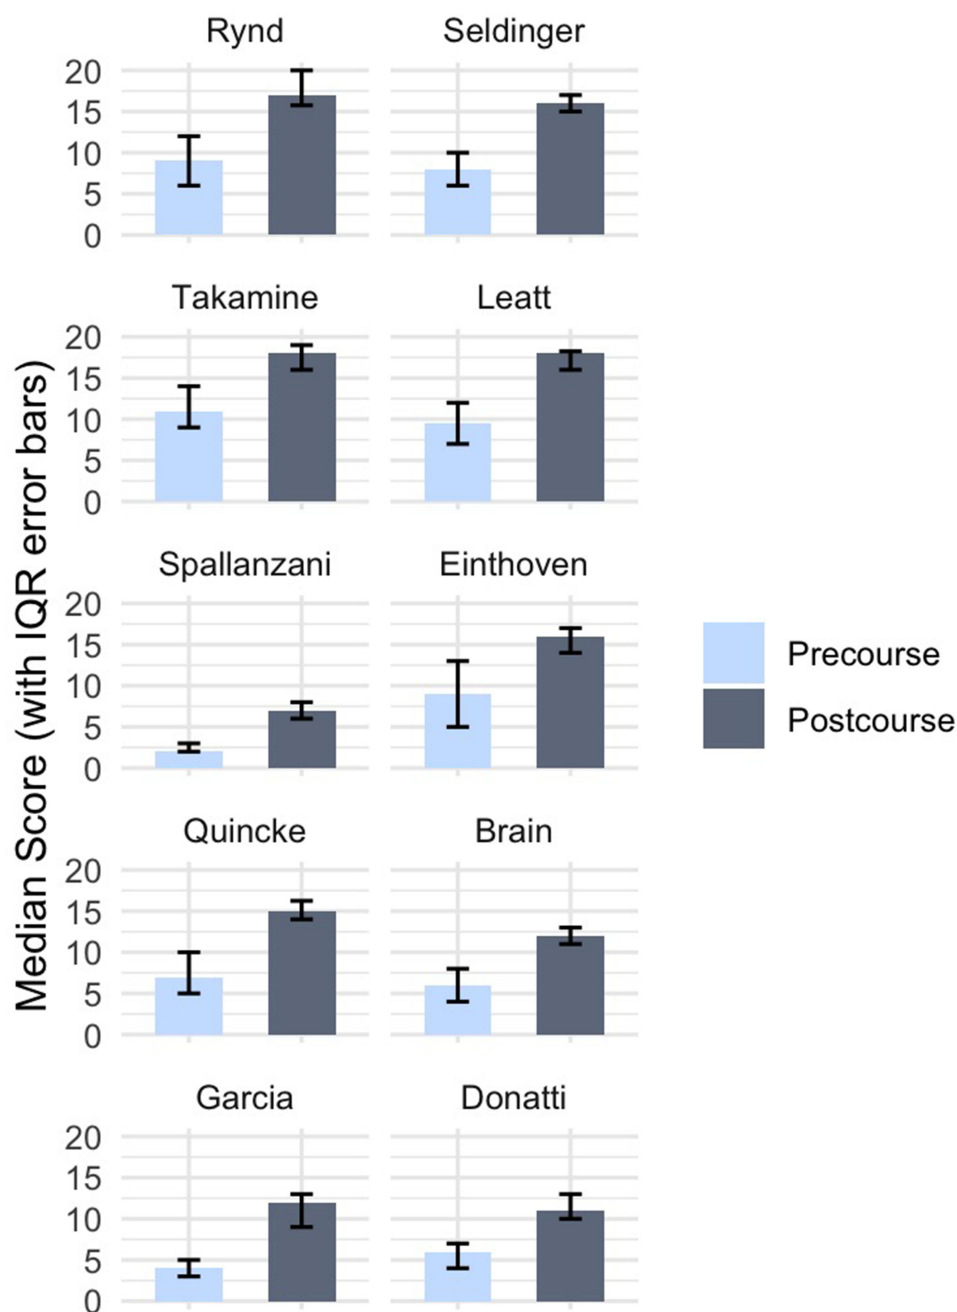 Median Score (with IQR error bars)
Rynd
Seldinger
20
15
10
5
0
Takamine
Leatt
20
15
10
5
0
Spallanzani
Einthoven
20
15
10
5
0
Precourse
Postcourse
Quincke
Brain
20
15
10
5
0
Garcia
Donatti
20
15
10
5
0